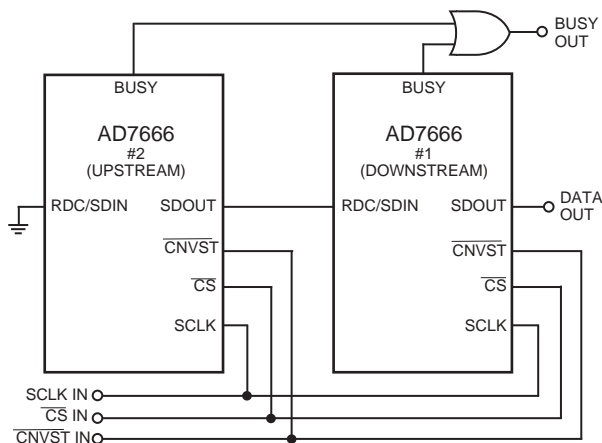 BUSY
OUT
BUSY
BUSY
AD7666
#2
(UPSTREAM)
AD7666
#1
(DOWNSTREAM)
RDC/SDIN
SDOUT
RDC/SDIN
SDOUT
DATA
OUT
CNVST
CNVST
CS
CS
SCLK
SCLK
SCLK IN
CS IN
CNVST IN